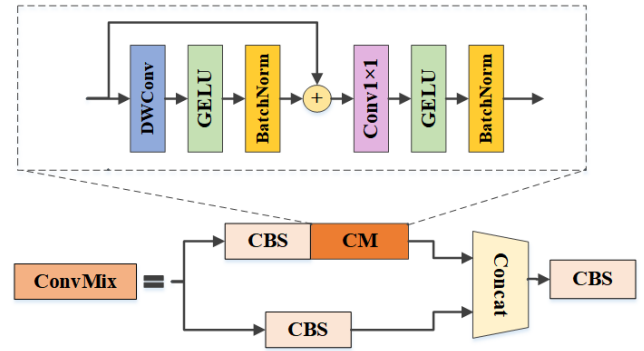 DWConv
GELU
BatchNorm
+
Conv1×1
GELU
BatchNorm
CBS
CM
ConvMix
=
CBS
Concat
CBS